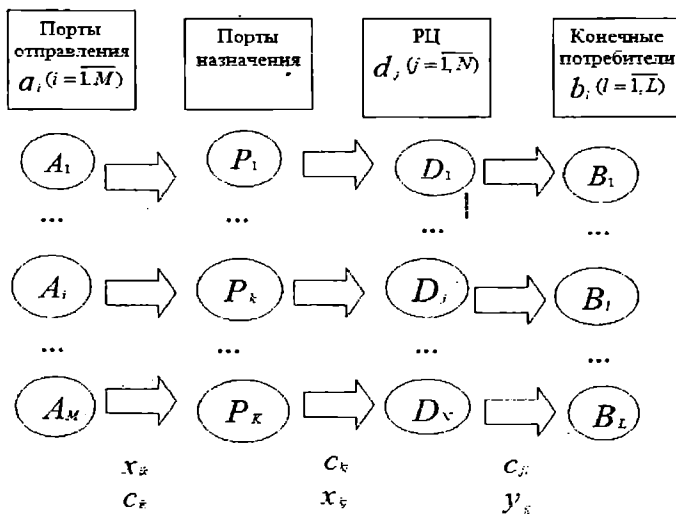 Порты отправления a_i (i = 1, M)
Порты назначения
РЦ d_j (j = 1, N)
Конечные потребители b_i (l = 1, L)
A_1 P_1 D_1 B_1
... ... ... ...
A_i P_k D_j B_l
... ... ... ...
A_M P_K D_N B_L